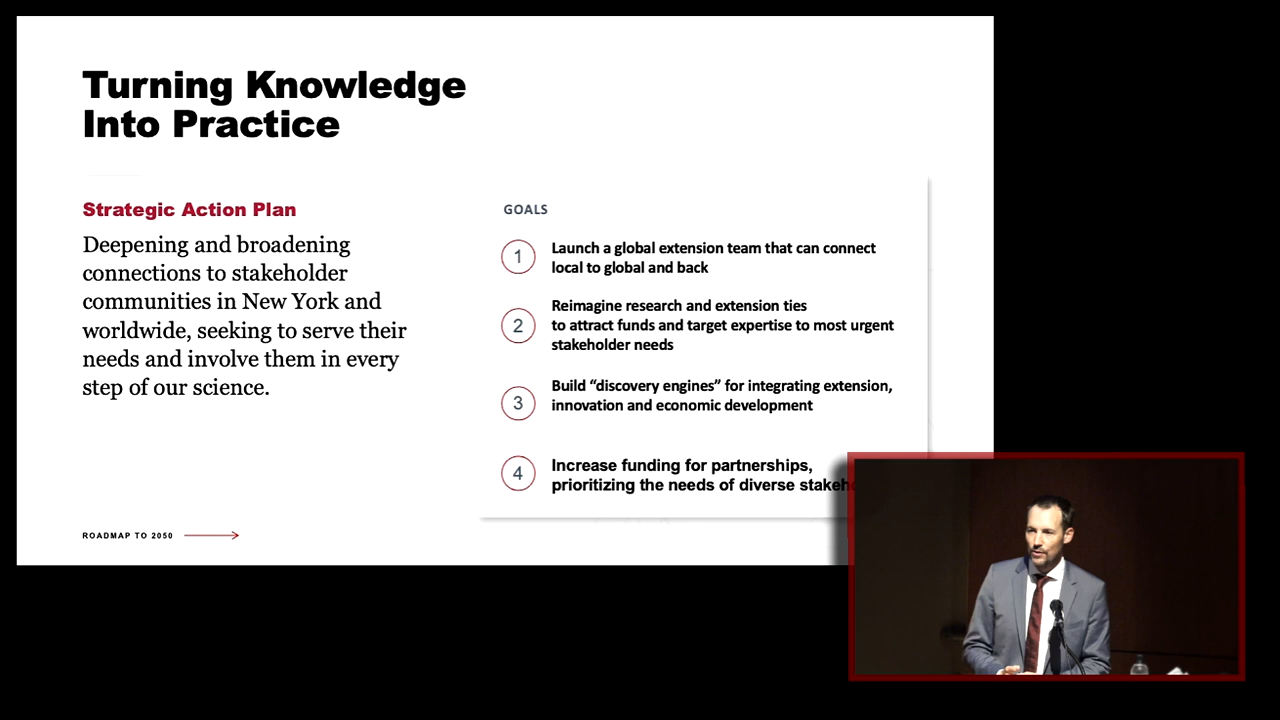 Turning Knowledge
Into Practice
Strategic Action Plan
Deepening and broadening
connections to stakeholder
communities in New York and
worldwide, seeking to serve their
needs and involve them in every
step of our science.
GOALS
1
Launch a global extension team that can connect
local to global and back
2
Reimagine research and extension ties
to attract funds and target expertise to most urgent
stakeholder needs
3
Build “discovery engines” for integrating extension,
innovation and economic development
4
Increase funding for partnerships,
prioritizing the needs of diverse
ROADMAP TO 2050